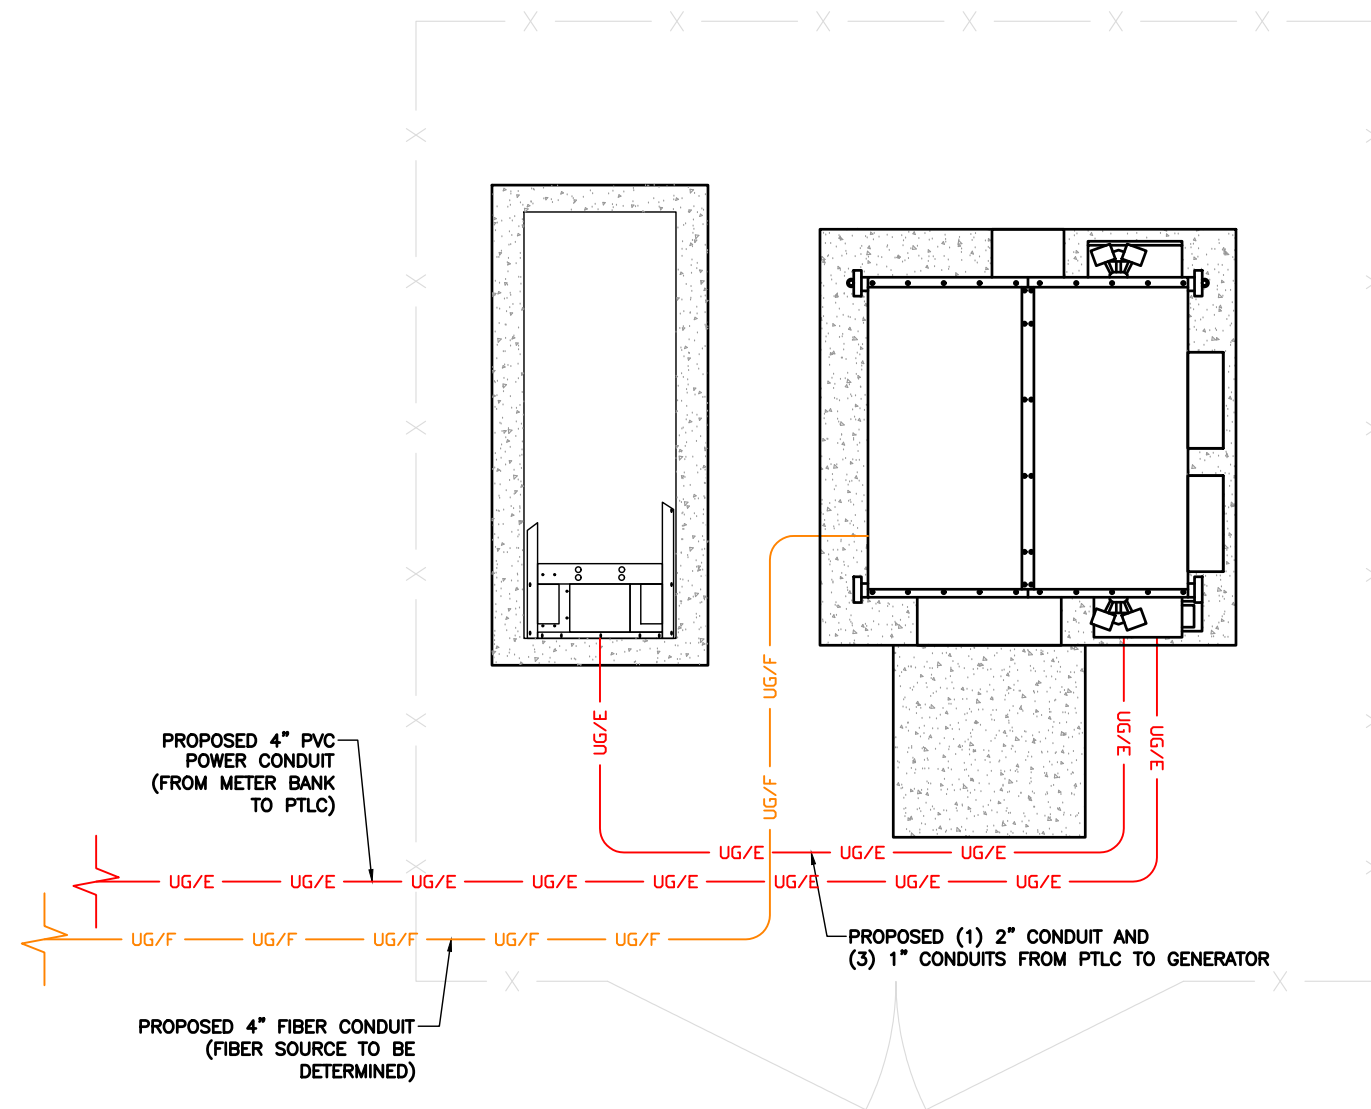 UG/E
UG/F
UG/E
UG/E
PROPOSED 4" PVC
POWER CONDUIT
(FROM METER BANK
TO PTLC)
UG/F
UG/E UG/E UG/E
UG/E UG/E UG/E UG/E UG/E UG/E UG/E UG/E
UG/F UG/F UG/F UG/F UG/F
PROPOSED (1) 2" CONDUIT AND
(3) 1" CONDUITS FROM PTLC TO GENERATOR
PROPOSED 4" FIBER CONDUIT
(FIBER SOURCE TO BE
DETERMINED)